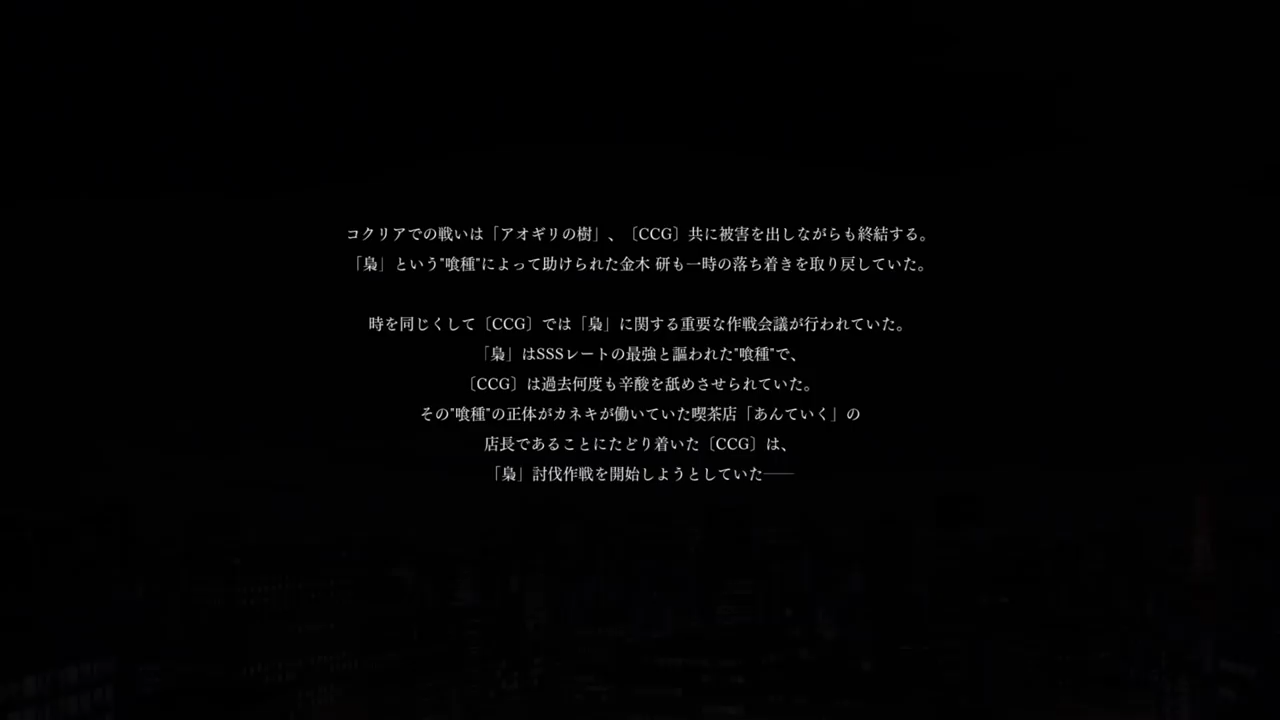 コクリアでの戦いは「アオギリの樹」、〔CCG〕共に被害を出しながらも終結する。
「梟」という"喰種"によって助けられた金木 研も一時の落ち着きを取り戻していた。
時を同じくして〔CCG〕では「梟」に関する重要な作戦会議が行われていた。
「梟」はSSSレートの最強と謳われた"喰種"で、
〔CCG〕は過去何度も辛酸を舐めさせられていた。
その"喰種"の正体がカネキが働いていた喫茶店「あんていく」の
店長であることにたどり着いた〔CCG〕は、
「梟」討伐作戦を開始しようとしていた――